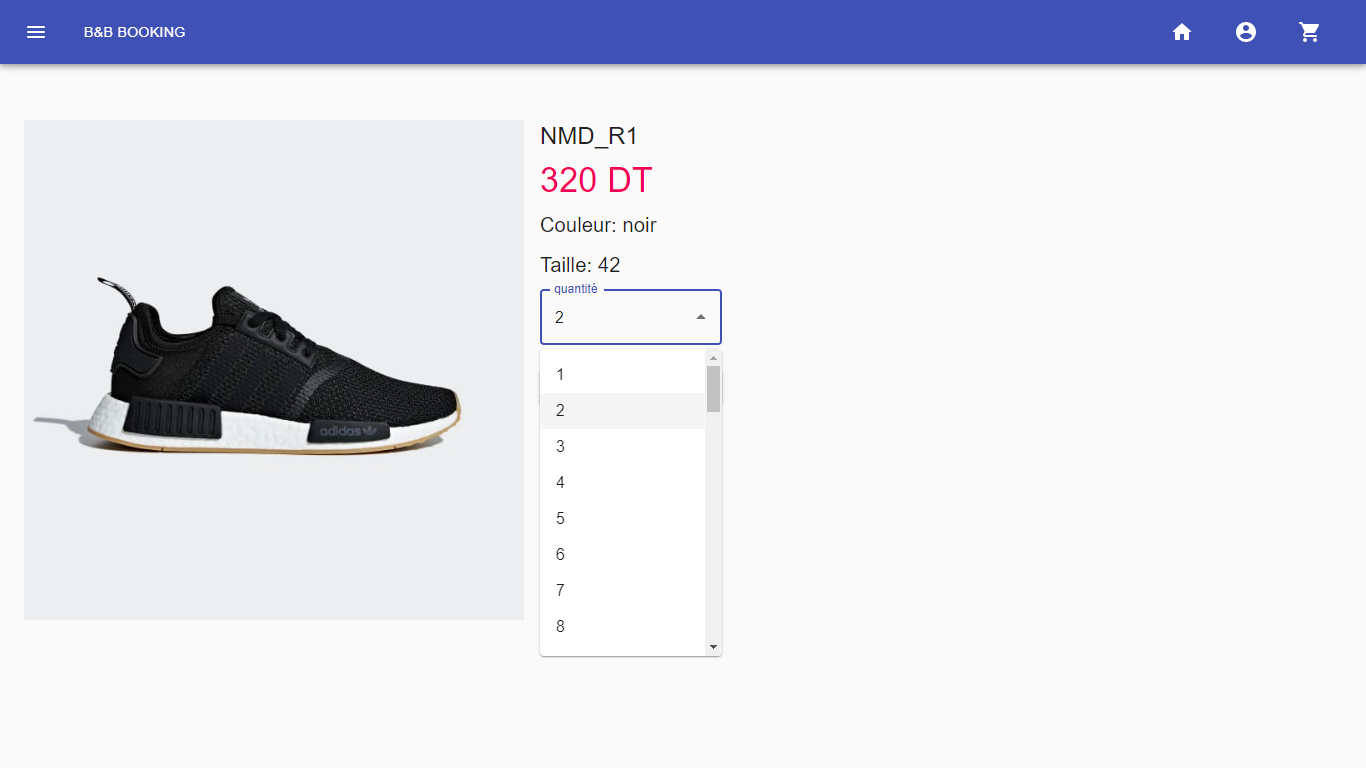 B&B BOOKING
NMD_R1
320 DT
Couleur: noir
Taille: 42
quantité
2
1
2
3
4
5
6
7
8
adidas